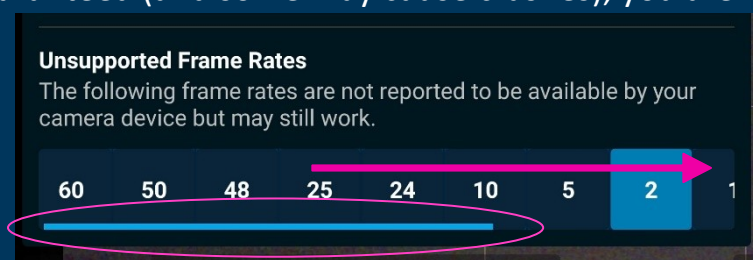 Unsupported Frame Rates
The following frame rates are not reported to be available by your
camera device but may still work.
60 50 48 25 24 10 5 2 1